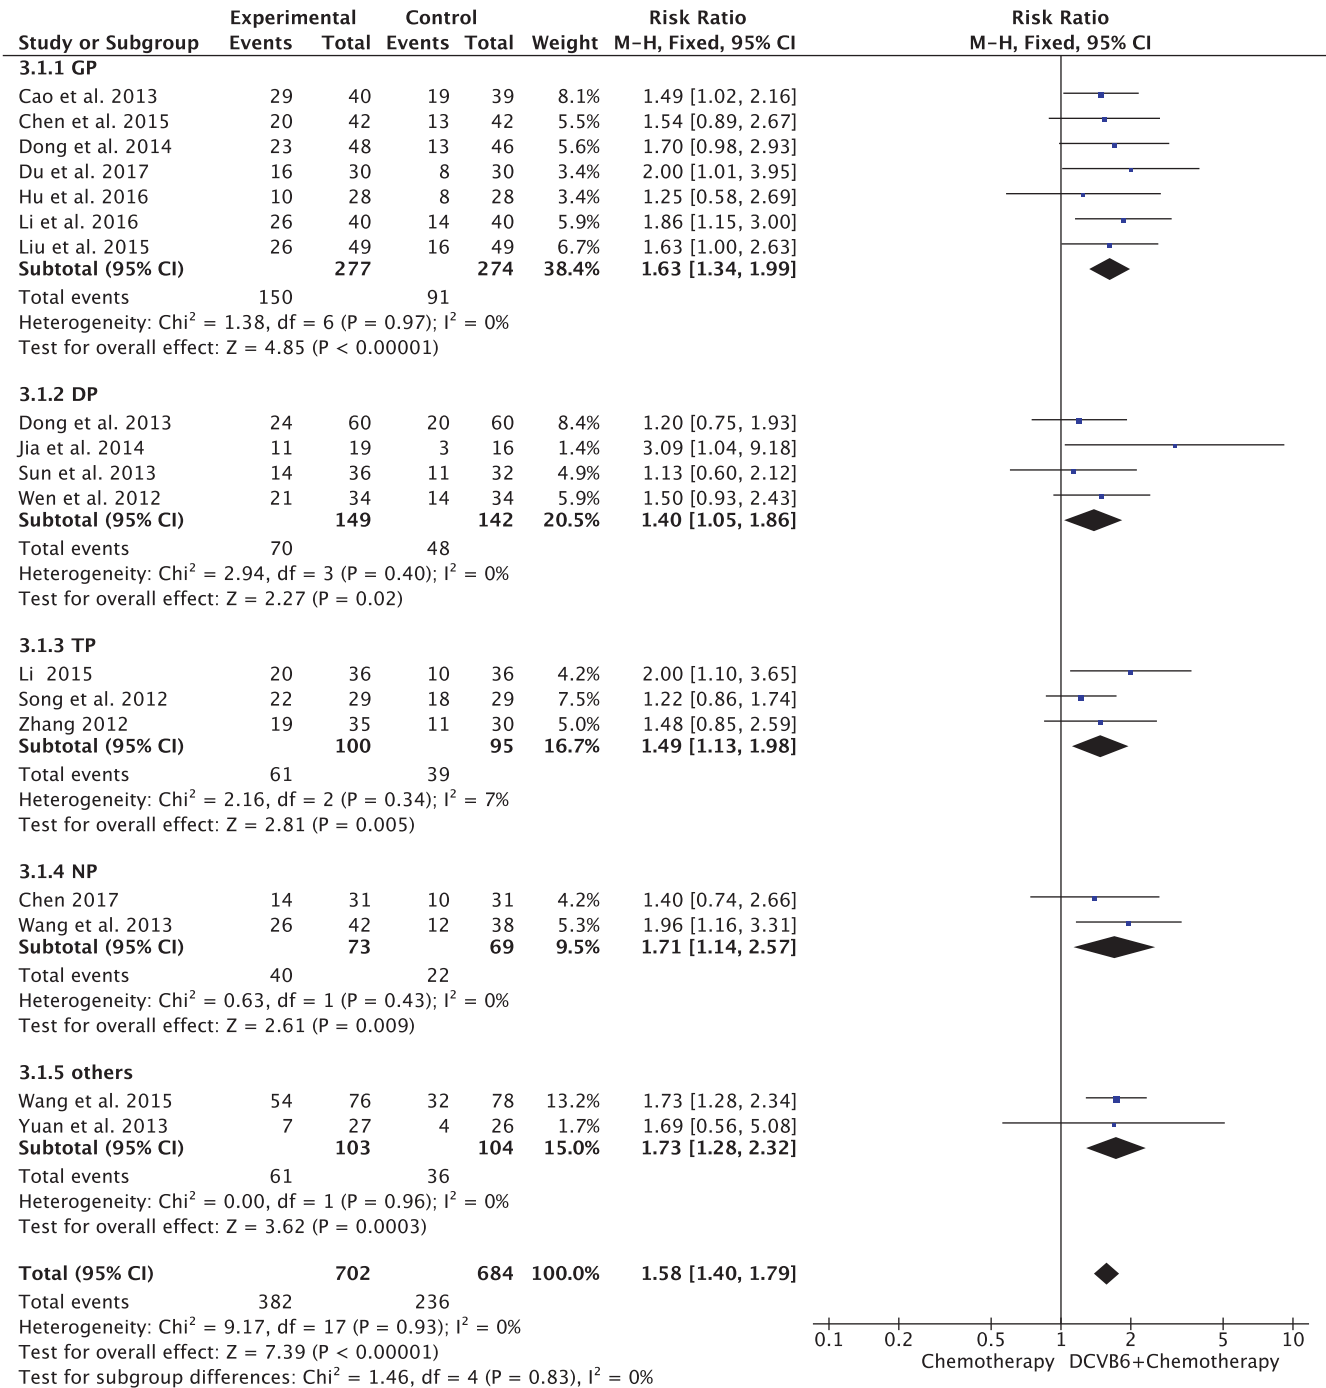 Experimental Control Risk Ratio Risk Ratio
Study or Subgroup Events Total Events Total Weight M-H, Fixed, 95% CI M-H, Fixed, 95% CI
3.1.1 GP
Cao et al. 2013 29 40 19 39 8.1% 1.49 [1.02, 2.16]
Chen et al. 2015 20 42 13 42 5.5% 1.54 [0.89, 2.67]
Dong et al. 2014 23 48 13 46 5.6% 1.70 [0.98, 2.93]
Du et al. 2017 16 30 8 30 3.4% 2.00 [1.01, 3.95]
Hu et al. 2016 10 28 8 28 3.4% 1.25 [0.58, 2.69]
Li et al. 2016 26 40 14 40 5.9% 1.86 [1.15, 3.00]
Liu et al. 2015 26 49 16 49 6.7% 1.63 [1.00, 2.63]
Subtotal (95% CI) 277 274 38.4% 1.63 [1.34, 1.99]
Total events 150 91
Heterogeneity: Chi² = 1.38, df = 6 (P = 0.97); I² = 0%
Test for overall effect: Z = 4.85 (P < 0.00001)
3.1.2 DP
Dong et al. 2013 24 60 20 60 8.4% 1.20 [0.75, 1.93]
Jia et al. 2014 11 19 3 16 1.4% 3.09 [1.04, 9.18]
Sun et al. 2013 14 36 11 32 4.9% 1.13 [0.60, 2.12]
Wen et al. 2012 21 34 14 34 5.9% 1.50 [0.93, 2.43]
Subtotal (95% CI) 149 142 20.5% 1.40 [1.05, 1.86]
Total events 70 48
Heterogeneity: Chi² = 2.94, df = 3 (P = 0.40); I² = 0%
Test for overall effect: Z = 2.27 (P = 0.02)
3.1.3 TP
Li 2015 20 36 10 36 4.2% 2.00 [1.10, 3.65]
Song et al. 2012 22 29 18 29 7.5% 1.22 [0.86, 1.74]
Zhang 2012 19 35 11 30 5.0% 1.48 [0.85, 2.59]
Subtotal (95% CI) 100 95 16.7% 1.49 [1.13, 1.98]
Total events 61 39
Heterogeneity: Chi² = 2.16, df = 2 (P = 0.34); I² = 7%
Test for overall effect: Z = 2.81 (P = 0.005)
3.1.4 NP
Chen 2017 14 31 10 31 4.2% 1.40 [0.74, 2.66]
Wang et al. 2013 26 42 12 38 5.3% 1.96 [1.16, 3.31]
Subtotal (95% CI) 73 69 9.5% 1.71 [1.14, 2.57]
Total events 40 22
Heterogeneity: Chi² = 0.63, df = 1 (P = 0.43); I² = 0%
Test for overall effect: Z = 2.61 (P = 0.009)
3.1.5 others
Wang et al. 2015 54 76 32 78 13.2% 1.73 [1.28, 2.34]
Yuan et al. 2013 7 27 4 26 1.7% 1.69 [0.56, 5.08]
Subtotal (95% CI) 103 104 15.0% 1.73 [1.28, 2.32]
Total events 61 36
Heterogeneity: Chi² = 0.00, df = 1 (P = 0.96); I² = 0%
Test for overall effect: Z = 3.62 (P = 0.0003)
Total (95% CI) 702 684 100.0% 1.58 [1.40, 1.79]
Total events 382 236
Heterogeneity: Chi² = 9.17, df = 17 (P = 0.93); I² = 0%
Test for overall effect: Z = 7.39 (P < 0.00001)
Test for subgroup differences: Chi² = 1.46, df = 4 (P = 0.83), I² = 0%
0.1 0.2 0.5 1 2 5 10
Chemotherapy DCVB6+Chemotherapy